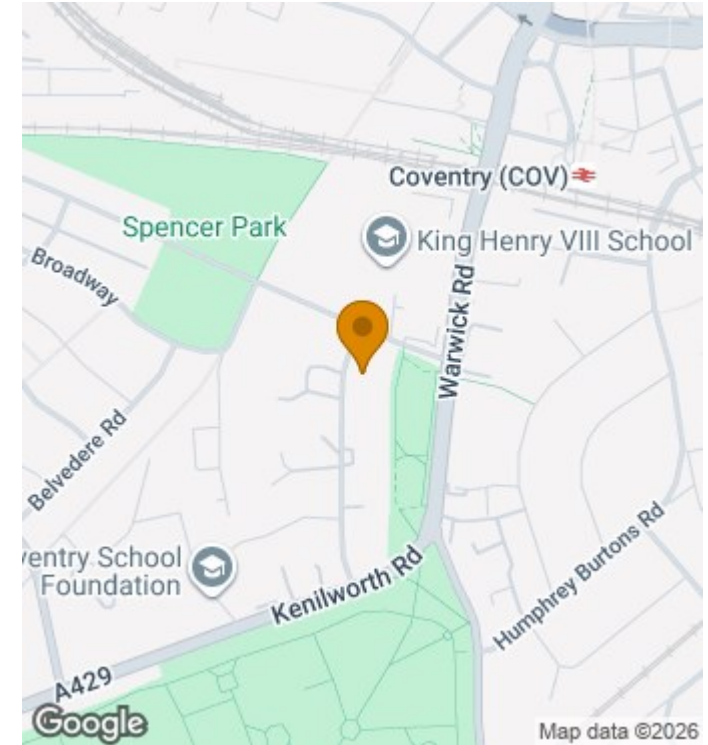 Coventry (COV)
Spencer Park
King Henry VIII School
Broadway
Warwick Rd
Belvedere Rd
ventry School
Foundation
Kenilworth Rd
Humphrey Burtons Rd
A429
Google
Map data ©2026